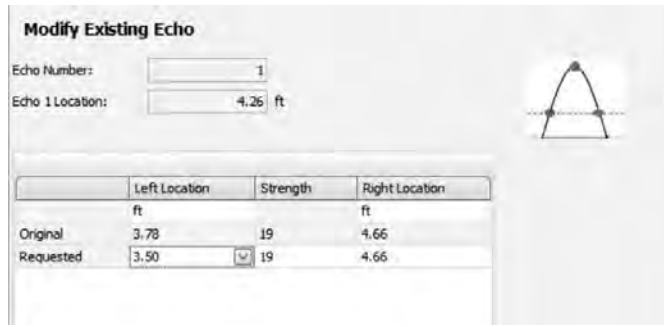 Modify Existing Echo
Echo Number: 1
Echo 1 Location: 4.26 ft
Left Location Strength Right Location
ft ft
Original 3.78 19 4.66
Requested 3.50 19 4.66